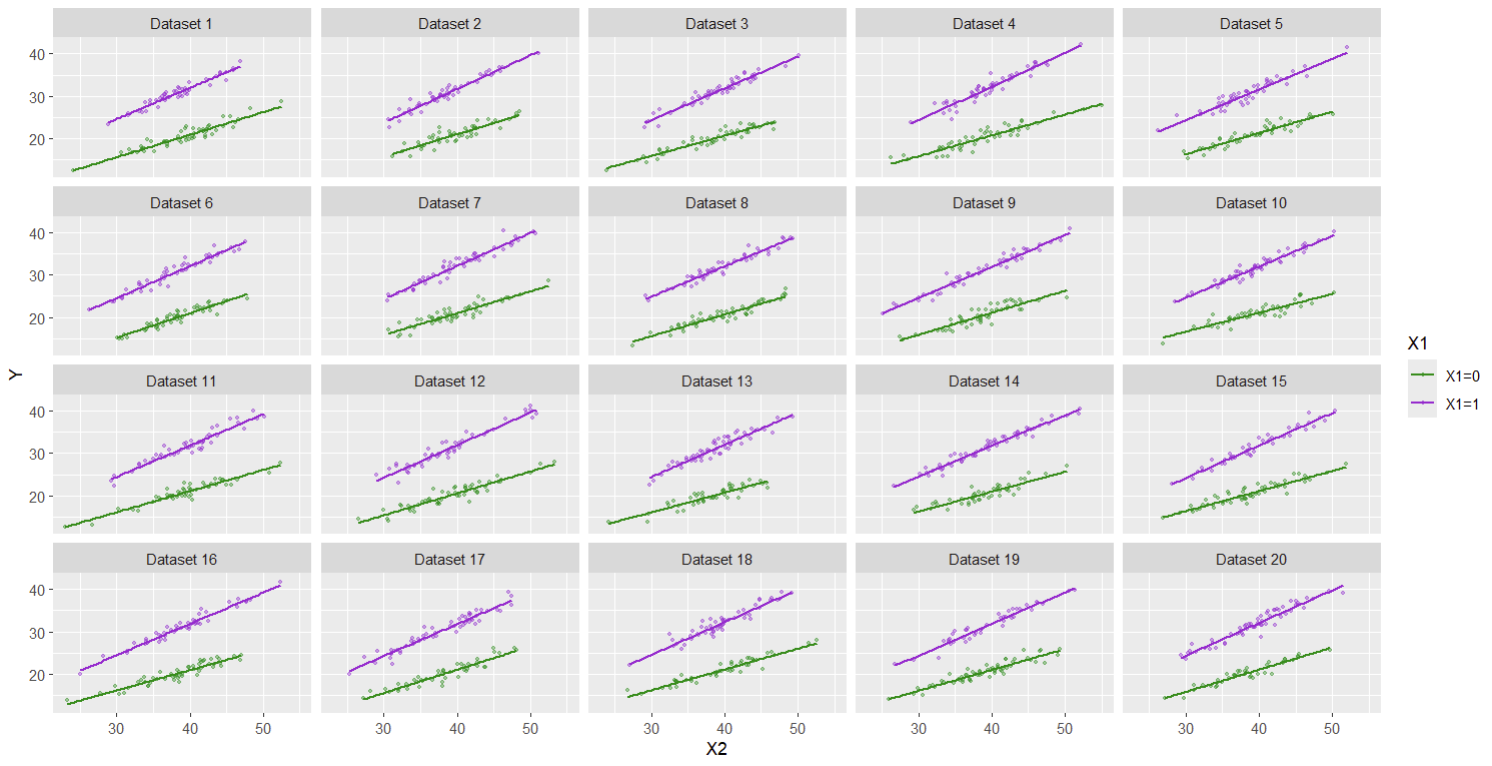 Dataset 1
Dataset 2
Dataset 3
Dataset 4
Dataset 5
40
30
20
Dataset 6
Dataset 7
Dataset 8
Dataset 9
Dataset 10
40
30
20
Dataset 11
Dataset 12
Dataset 13
Dataset 14
Dataset 15
40
30
20
Dataset 16
Dataset 17
Dataset 18
Dataset 19
Dataset 20
40
30
20
30 40 50
30 40 50
30 40 50
30 40 50
30 40 50
X2
Y
X1
X1=0
X1=1